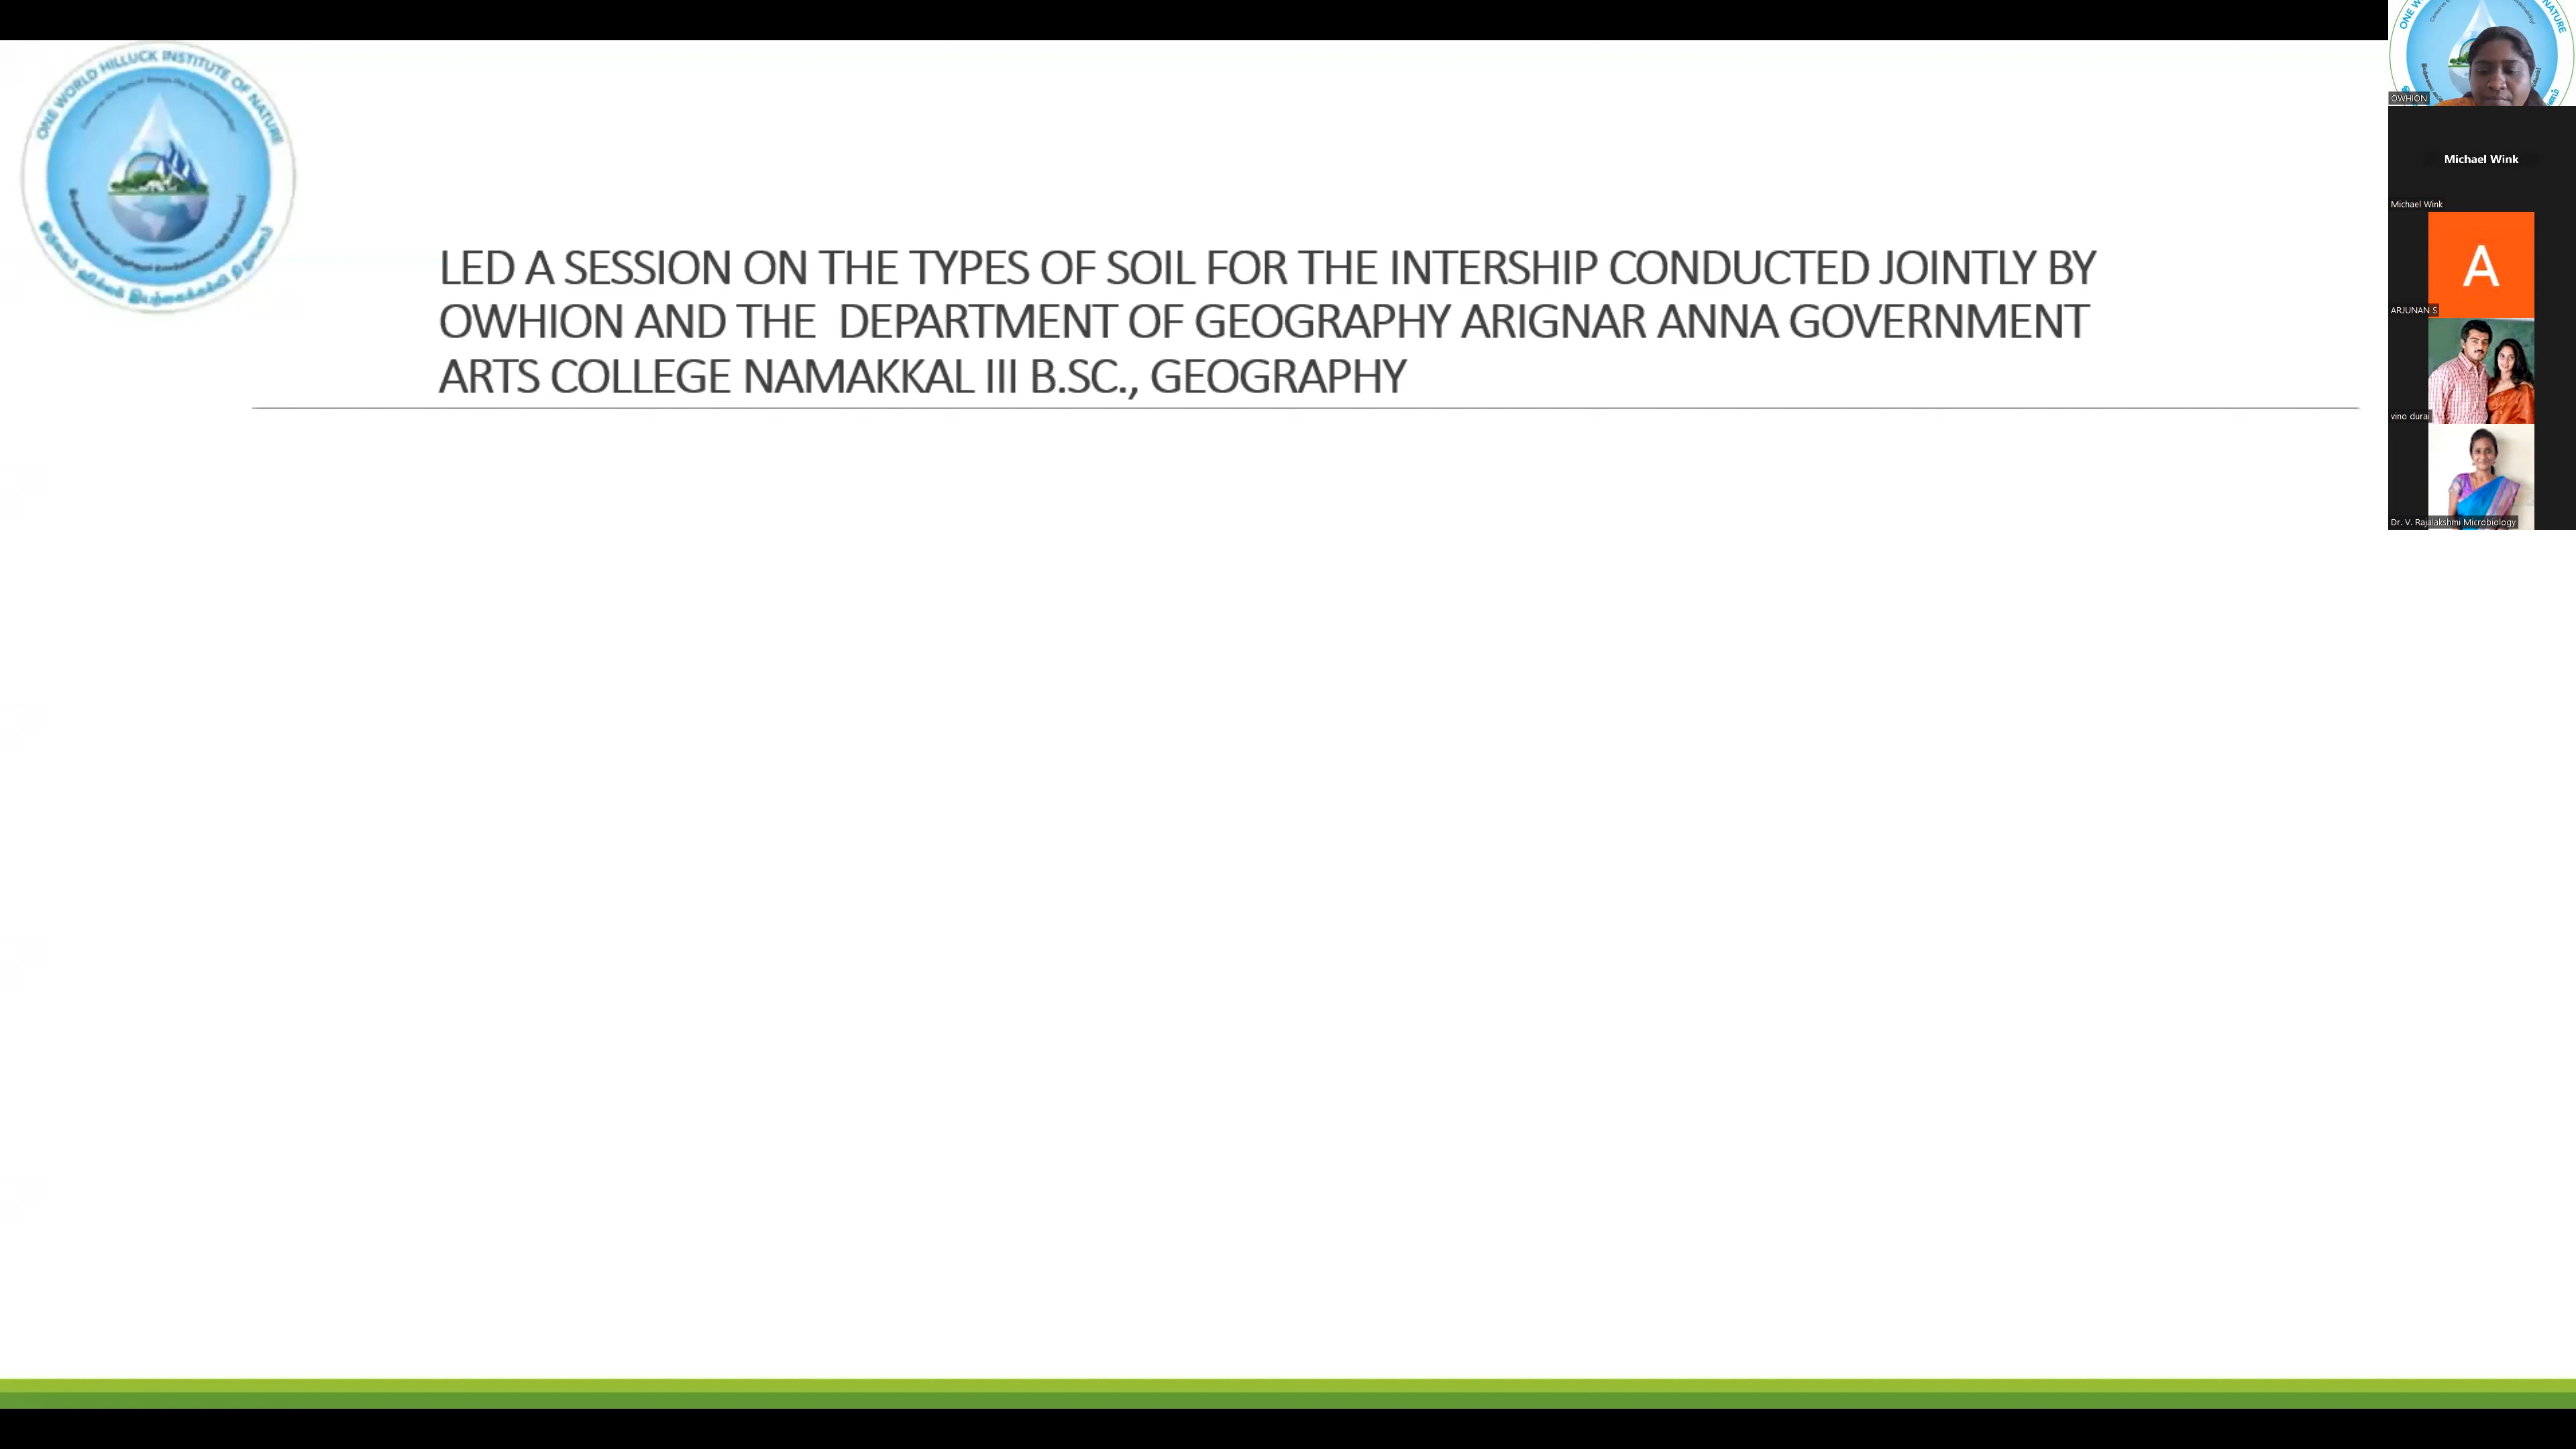 ONE WORLD HILLUCK INSTITUTE OF NATURE
LED A SESSION ON THE TYPES OF SOIL FOR THE INTERSHIP CONDUCTED JOINTLY BY
OWHION AND THE DEPARTMENT OF GEOGRAPHY ARIGNAR ANNA GOVERNMENT
ARTS COLLEGE NAMAKKAL III B.SC., GEOGRAPHY
OWHION
Michael Wink
Michael Wink
A
ARJUNAN S
vino durai
Dr. V. Rajalakshmi Microbiology